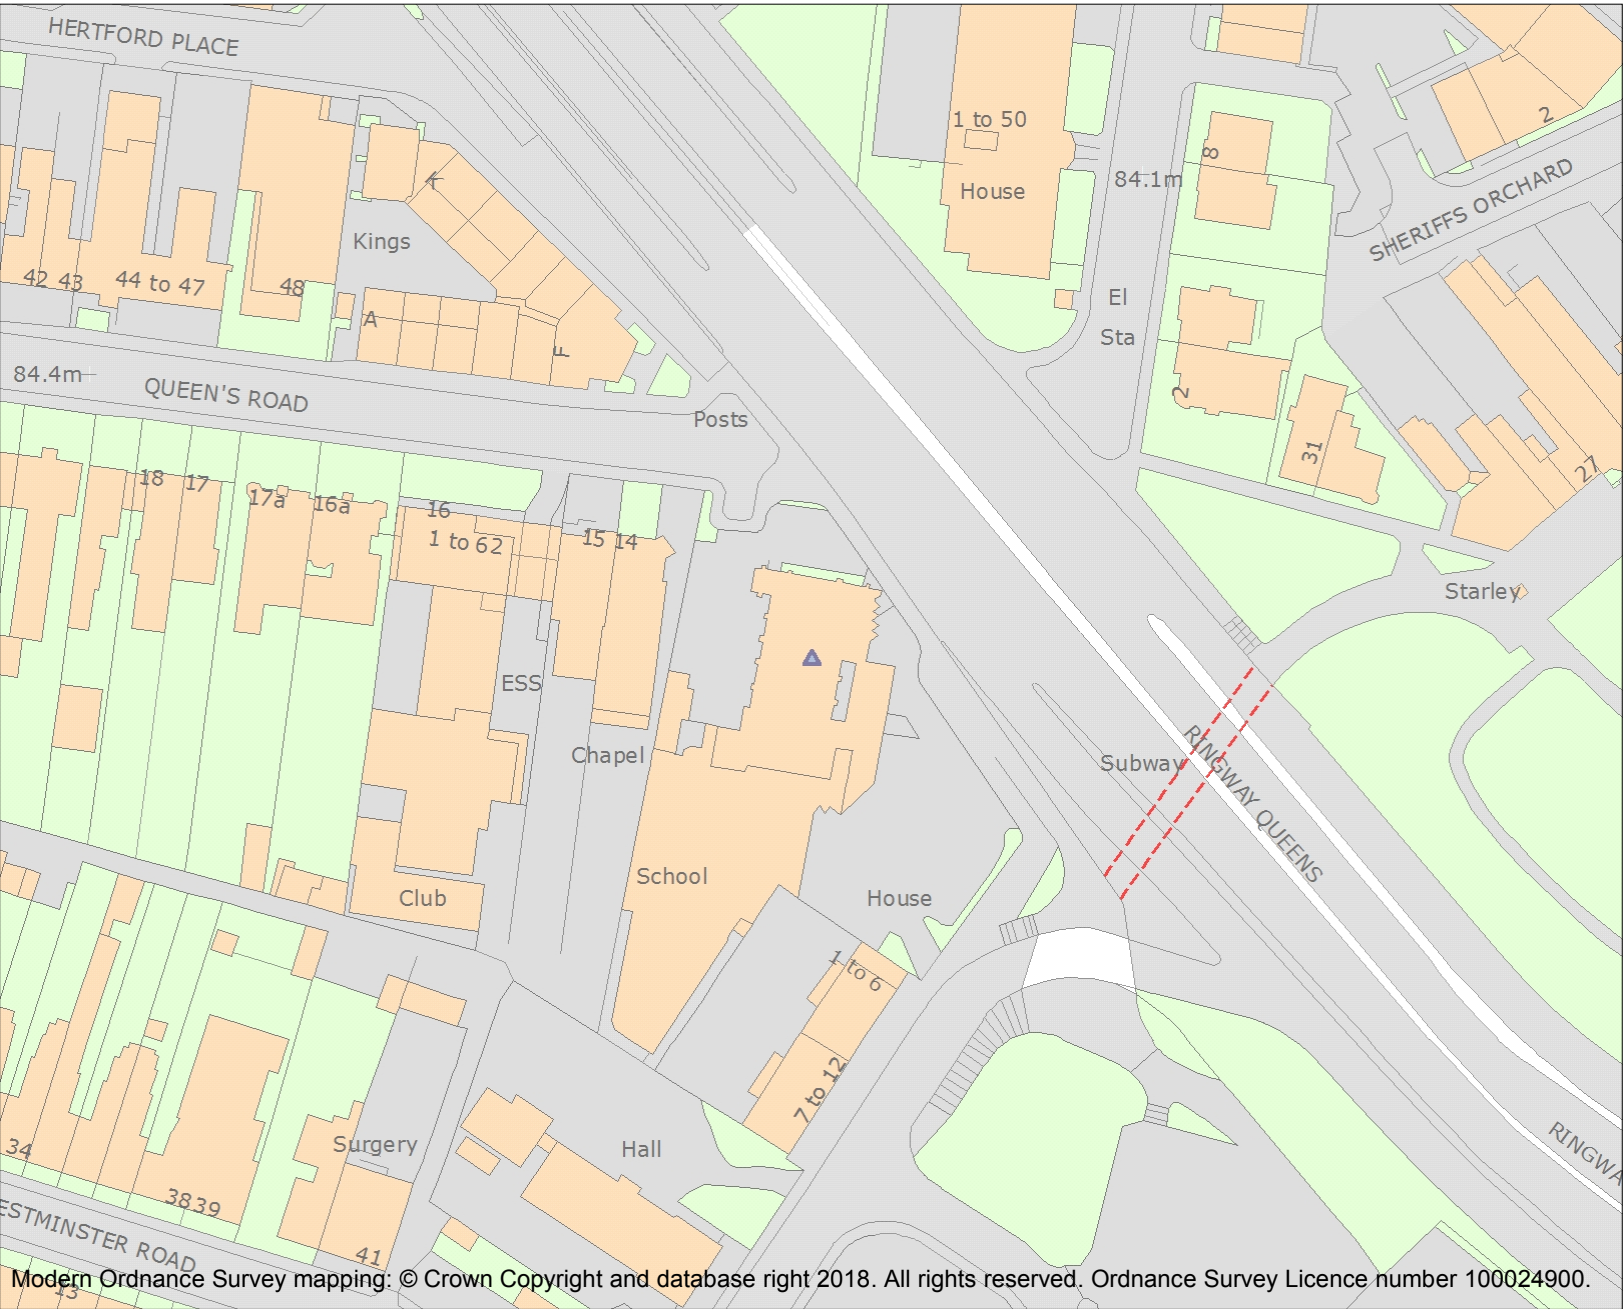 HERTFORD PLACE
1 to 50
House
84.1m
8
2
SHERIFFS ORCHARD
K
Kings
42 43
44 to 47
48
A
F
El
Sta
84.4m
QUEEN'S ROAD
Posts
2
31
27
18
17
17a
16a
16
1 to 62
15 14
Starley
ESS
Chapel
Subway
RINGWAY QUEENS
School
Club
House
1 to 6
7 to 12
34
Surgery
Hall
38 39
41
ESTMINSTER ROAD
RINGWA
13
Modern Ordnance Survey mapping: © Crown Copyright and database right 2018. All rights reserved. Ordnance Survey Licence number 100024900.